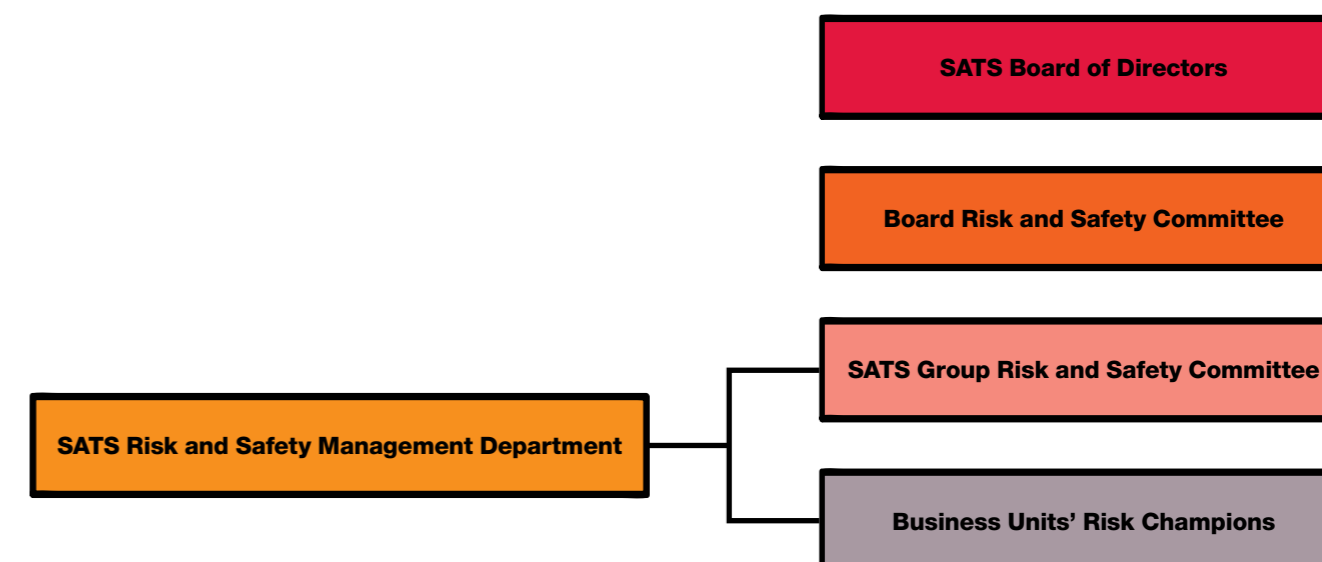 SATS Board of Directors
Board Risk and Safety Committee
SATS Group Risk and Safety Committee
SATS Risk and Safety Management Department
Business Units’ Risk Champions